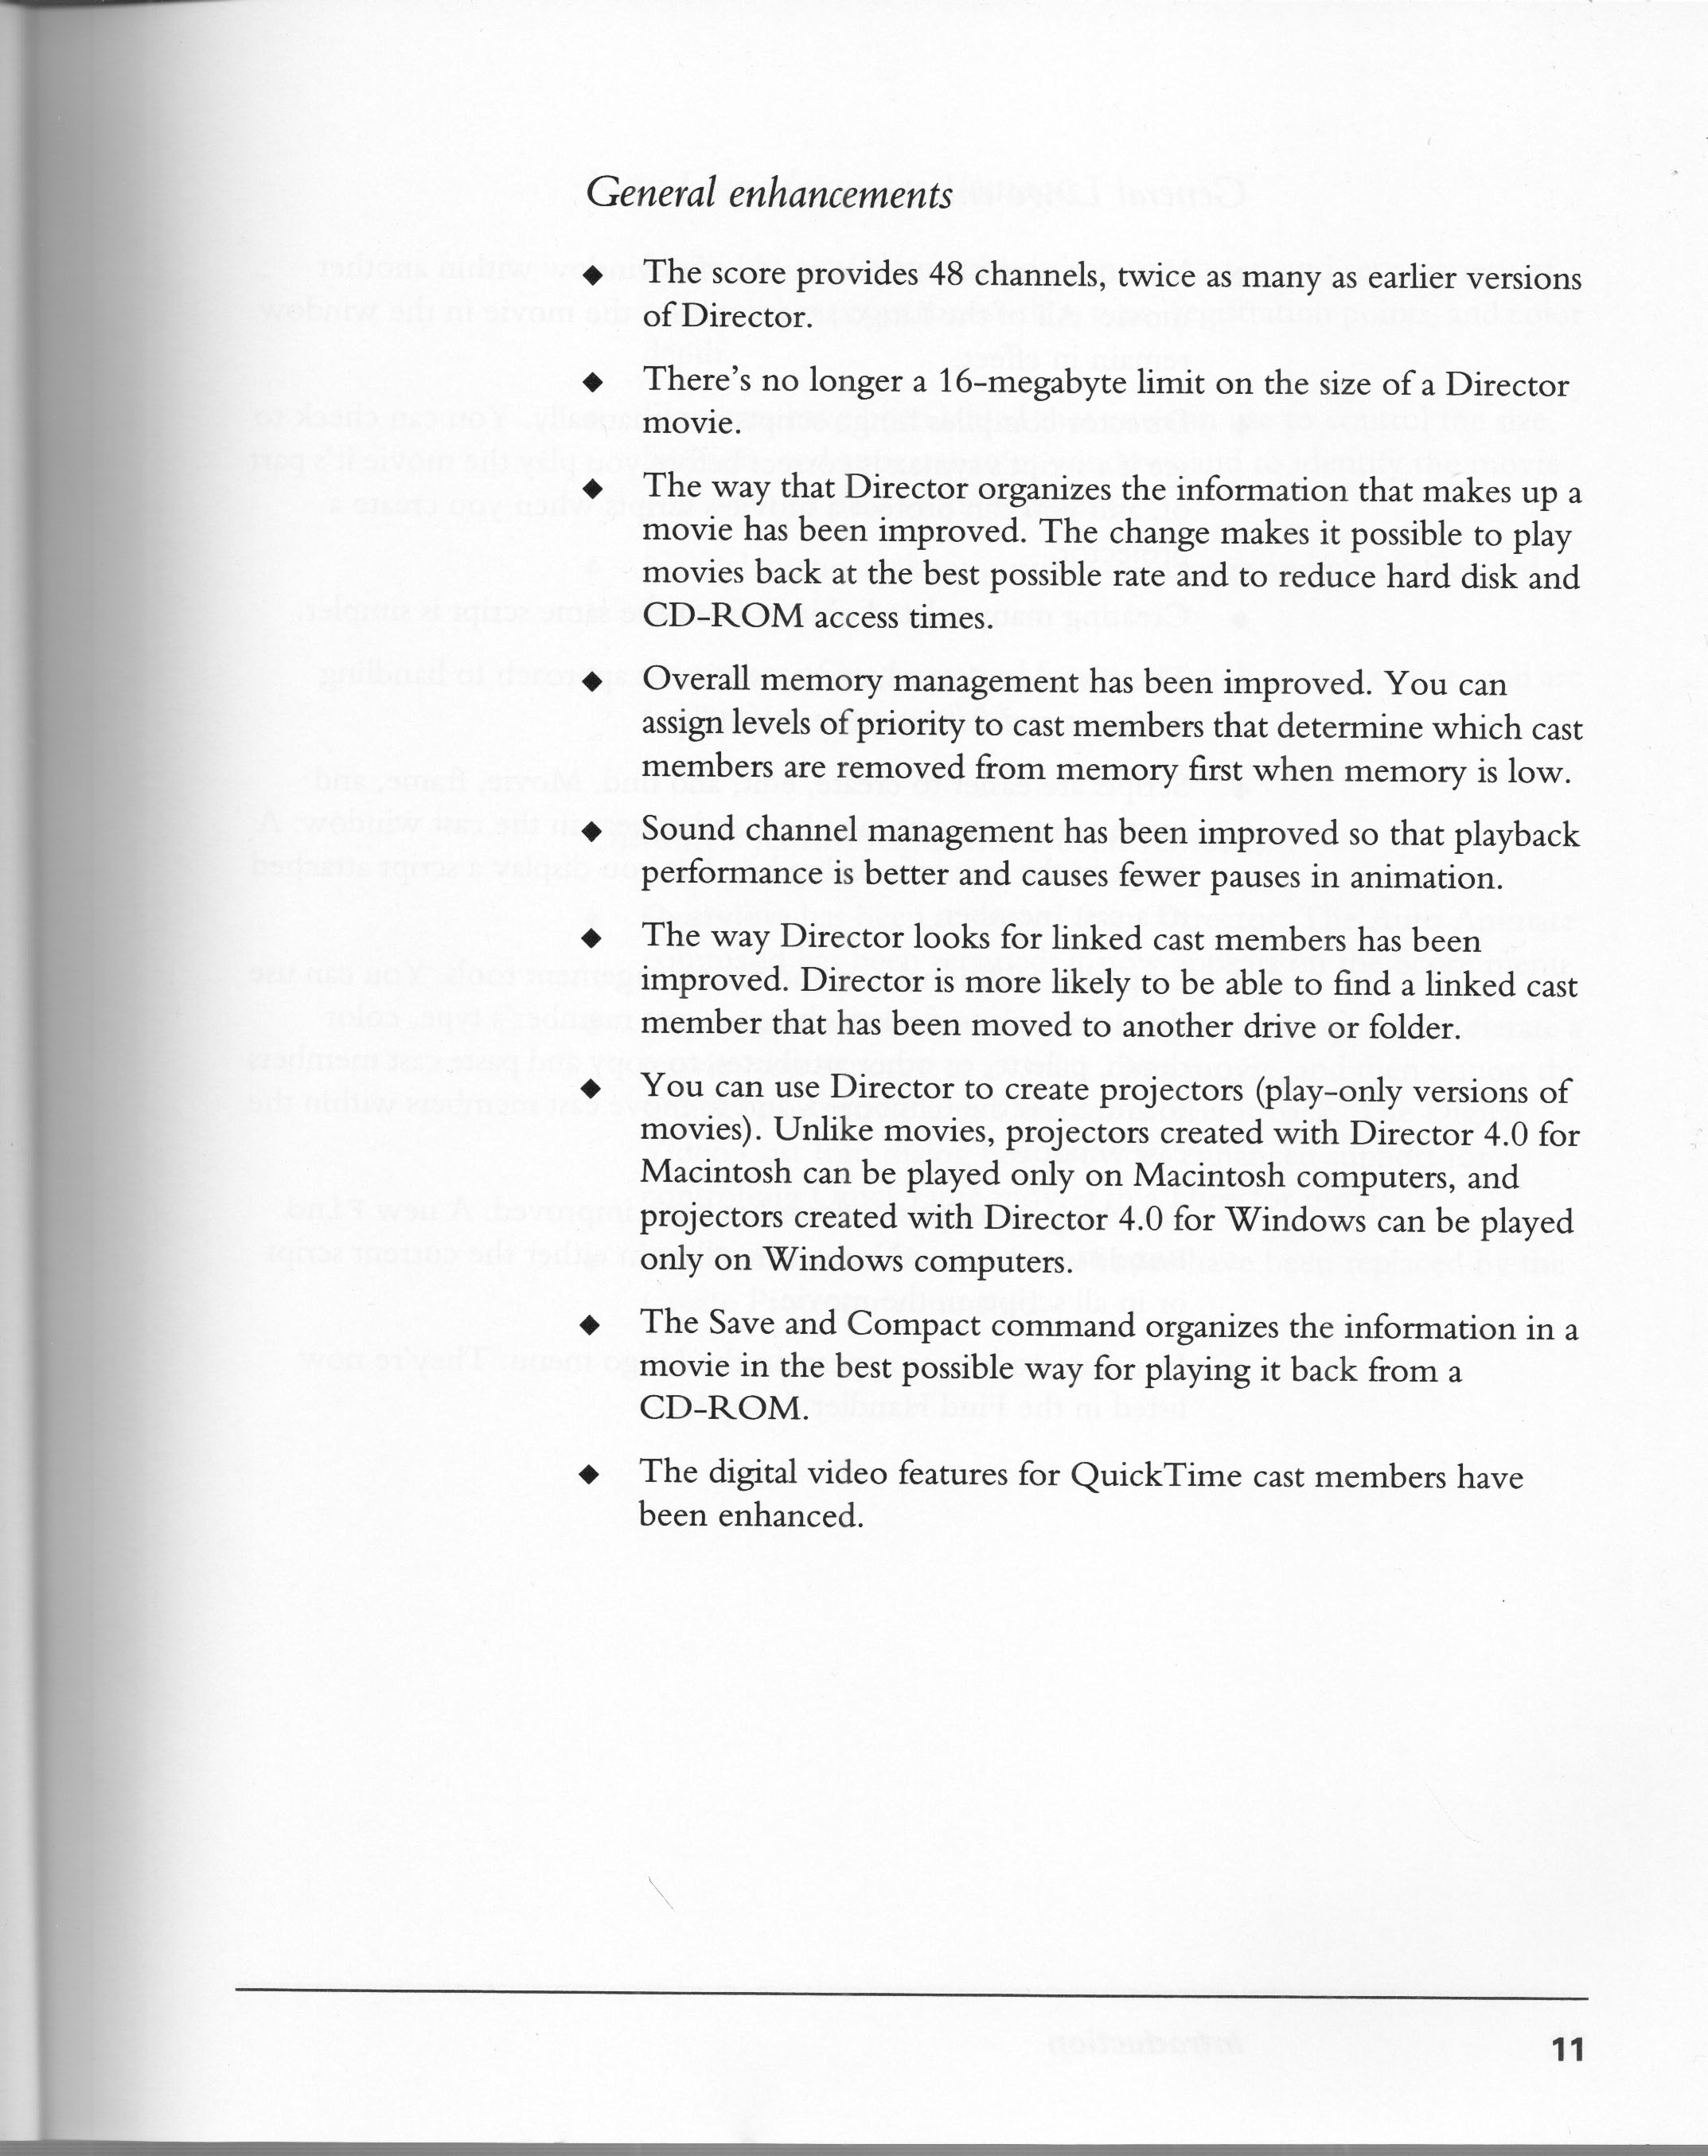 General enhancements
◆ The score provides 48 channels, twice as many as earlier versions
of Director.
◆ There's no longer a 16-megabyte limit on the size of a Director
movie.
◆ The way that Director organizes the information that makes up a
movie has been improved. The change makes it possible to play
movies back at the best possible rate and to reduce hard disk and
CD-ROM access times.
◆ Overall memory management has been improved. You can
assign levels of priority to cast members that determine which cast
members are removed from memory first when memory is low.
◆ Sound channel management has been improved so that playback
performance is better and causes fewer pauses in animation.
◆ The way Director looks for linked cast members has been
improved. Director is more likely to be able to find a linked cast
member that has been moved to another drive or folder.
◆ You can use Director to create projectors (play-only versions of
movies). Unlike movies, projectors created with Director 4.0 for
Macintosh can be played only on Macintosh computers, and
projectors created with Director 4.0 for Windows can be played
only on Windows computers.
◆ The Save and Compact command organizes the information in a
movie in the best possible way for playing it back from a
CD-ROM.
◆ The digital video features for QuickTime cast members have
been enhanced.
11